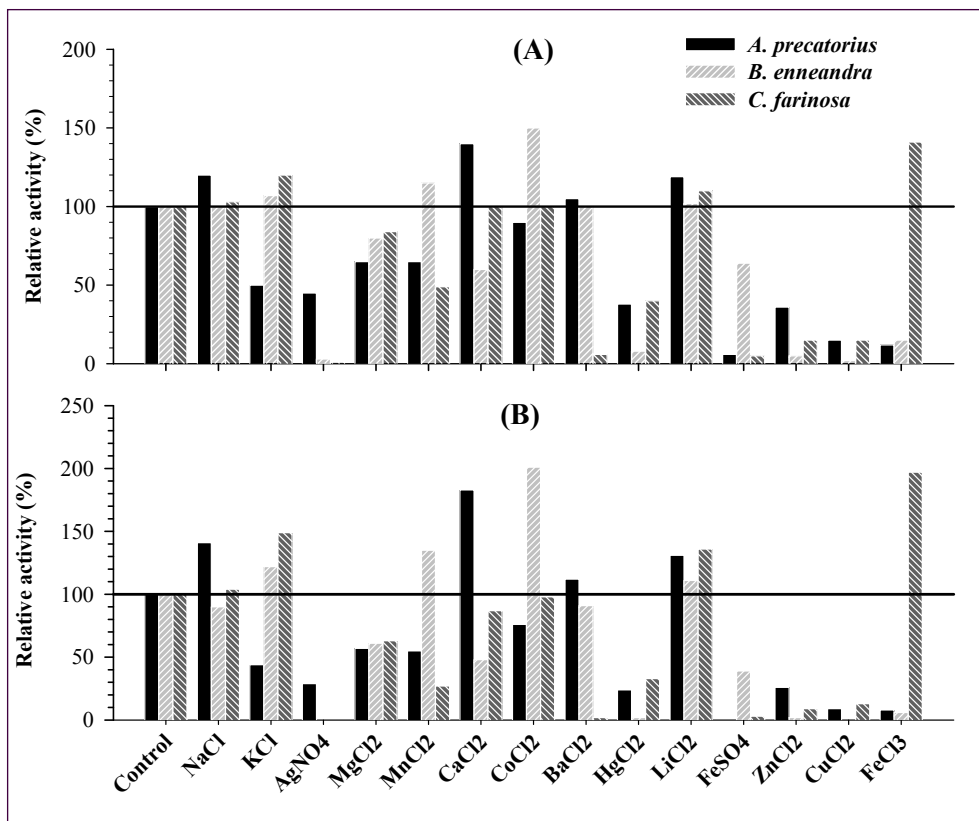 (A)
A. precatorius
B. enneandra
C. farinosa
Relative activity (%)
200
150
100
50
0
(B)
Relative activity (%)
250
200
150
100
50
0
Control
NaCl
KCl
AgNO4
MgCl2
MnCl2
CaCl2
CoCl2
BaCl2
HgCl2
LiCl2
FeSO4
ZnCl2
CuCl2
FeCl3